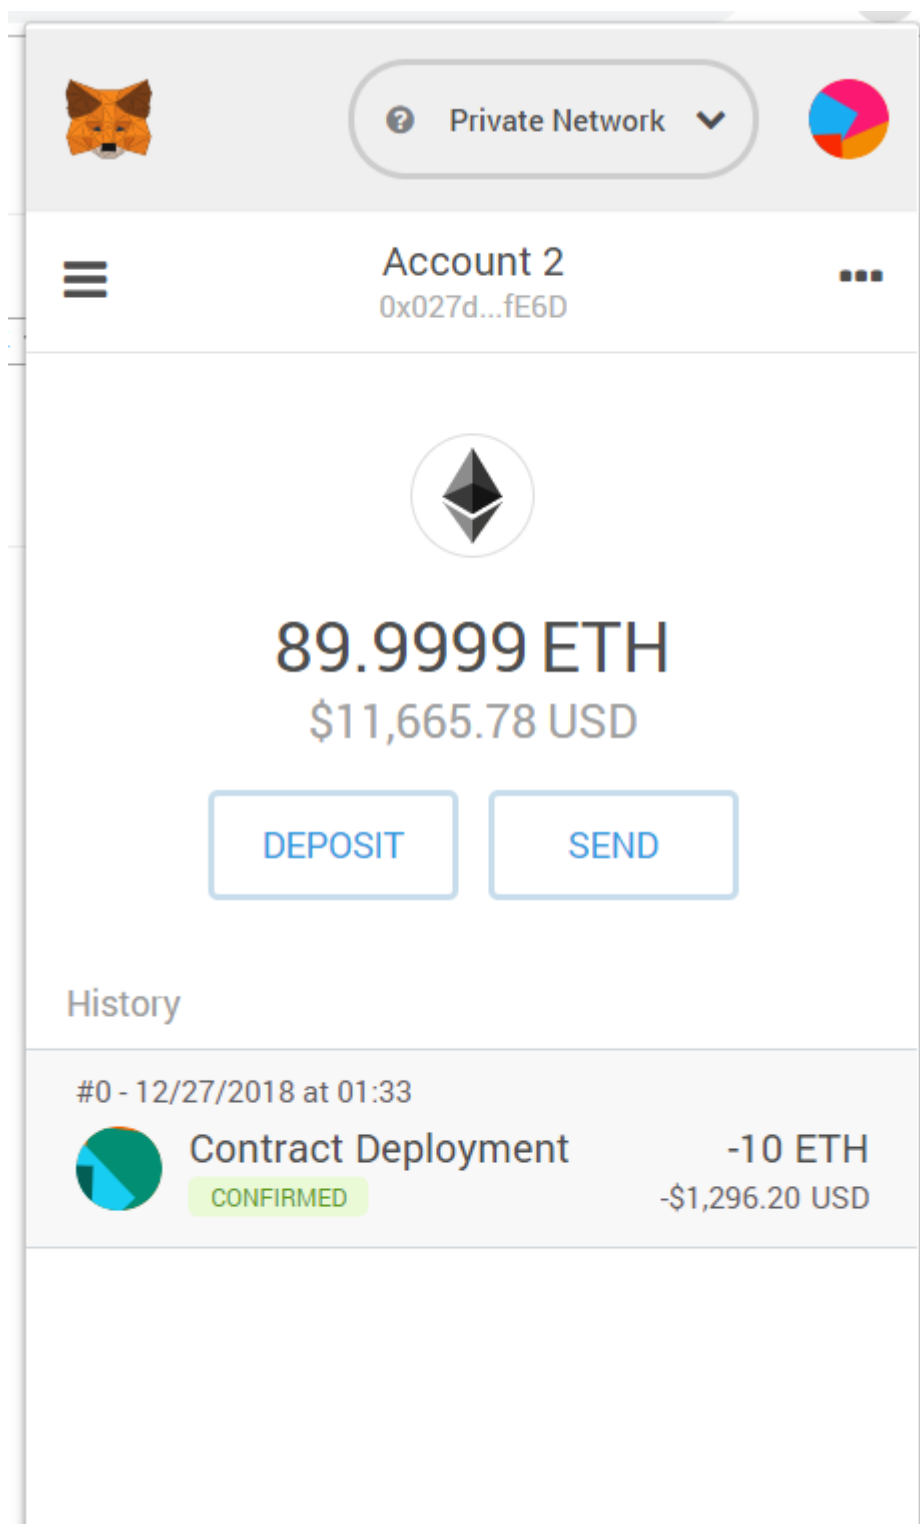 Private Network
Account 2
0x027d...fE6D
89.9999 ETH
$11,665.78 USD
DEPOSIT SEND
History
#0 - 12/27/2018 at 01:33
Contract Deployment -10 ETH
CONFIRMED -$1,296.20 USD